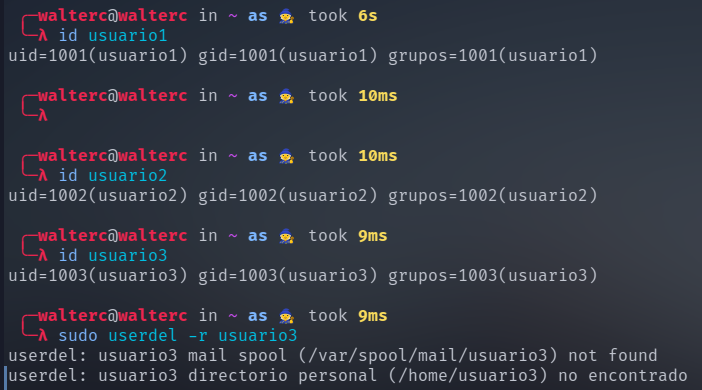 ╭─walterc@walterc in ~ as 🧙 took 6s
╰─λ id usuario1
uid=1001(usuario1) gid=1001(usuario1) grupos=1001(usuario1)
╭─walterc@walterc in ~ as 🧙 took 10ms
╰─λ
╭─walterc@walterc in ~ as 🧙 took 10ms
╰─λ id usuario2
uid=1002(usuario2) gid=1002(usuario2) grupos=1002(usuario2)
╭─walterc@walterc in ~ as 🧙 took 9ms
╰─λ id usuario3
uid=1003(usuario3) gid=1003(usuario3) grupos=1003(usuario3)
╭─walterc@walterc in ~ as 🧙 took 9ms
╰─λ sudo userdel -r usuario3
userdel: usuario3 mail spool (/var/spool/mail/usuario3) not found
userdel: usuario3 directorio personal (/home/usuario3) no encontrado